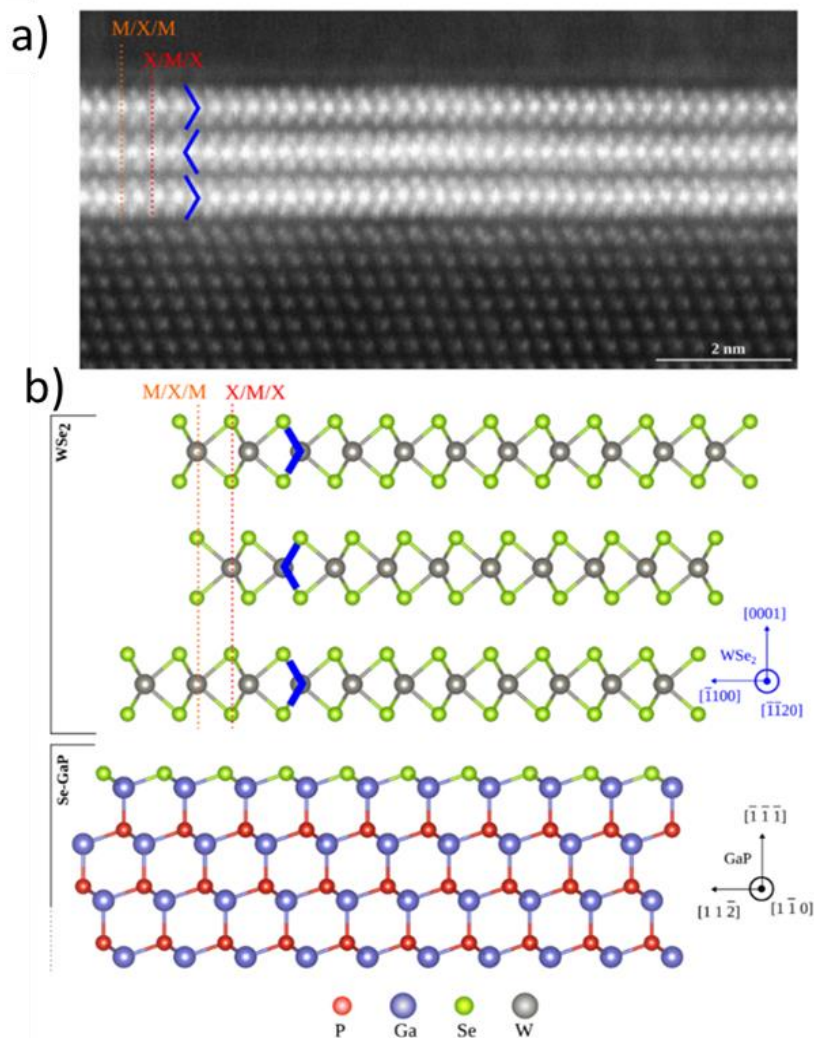 a)
M/X/M
X/M/X
2 nm
b)
M/X/M X/M/X
WSe₂
[0001]
WSe₂
[1̅100]
[1̅1̅20]
Se-GaP
[1̅ 1̅ 1̅]
GaP
[1 1 2̅]
[1 1̅ 0]
P Ga Se W